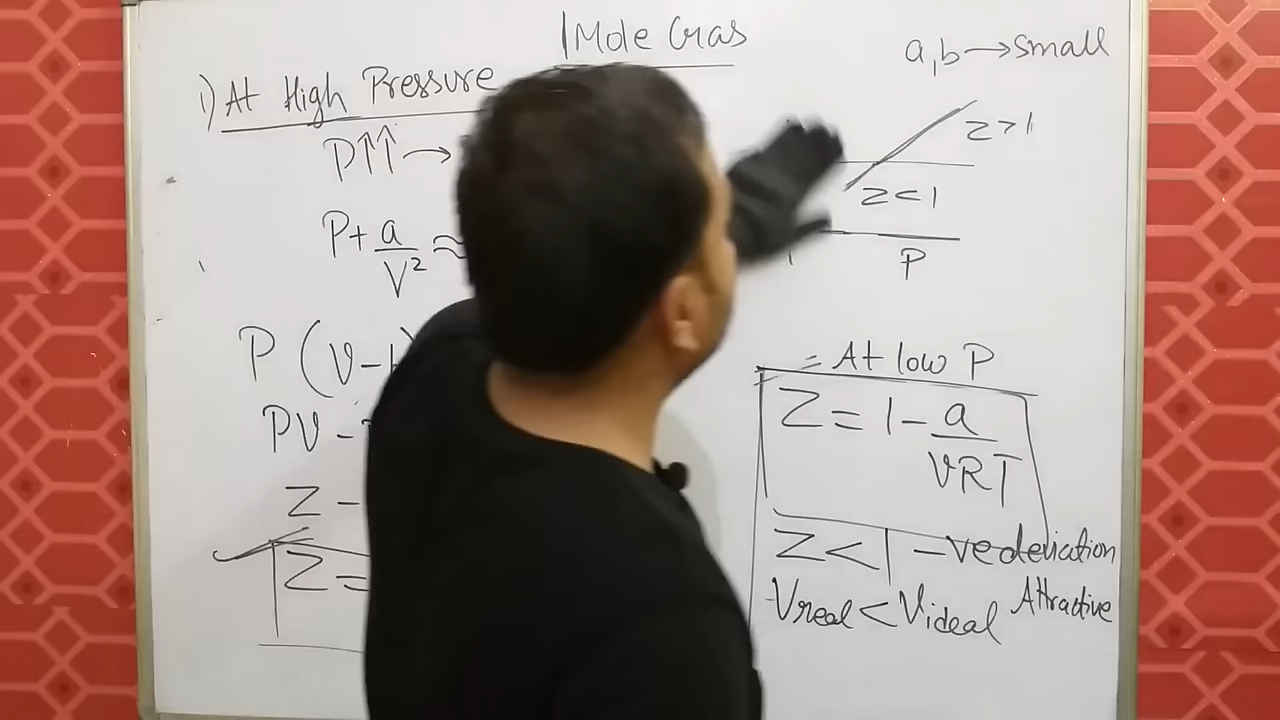 1 Mole Gas
a,b → small
1) At High Pressure
P↑↑ →
Z > 1
Z < 1
P + a/V² ≈
P
P (V-
= At low P
PV -
Z = 1 - a/VRT
Z -
Z =
Z < 1 -ve deviation
Vreal < Videal Attractive